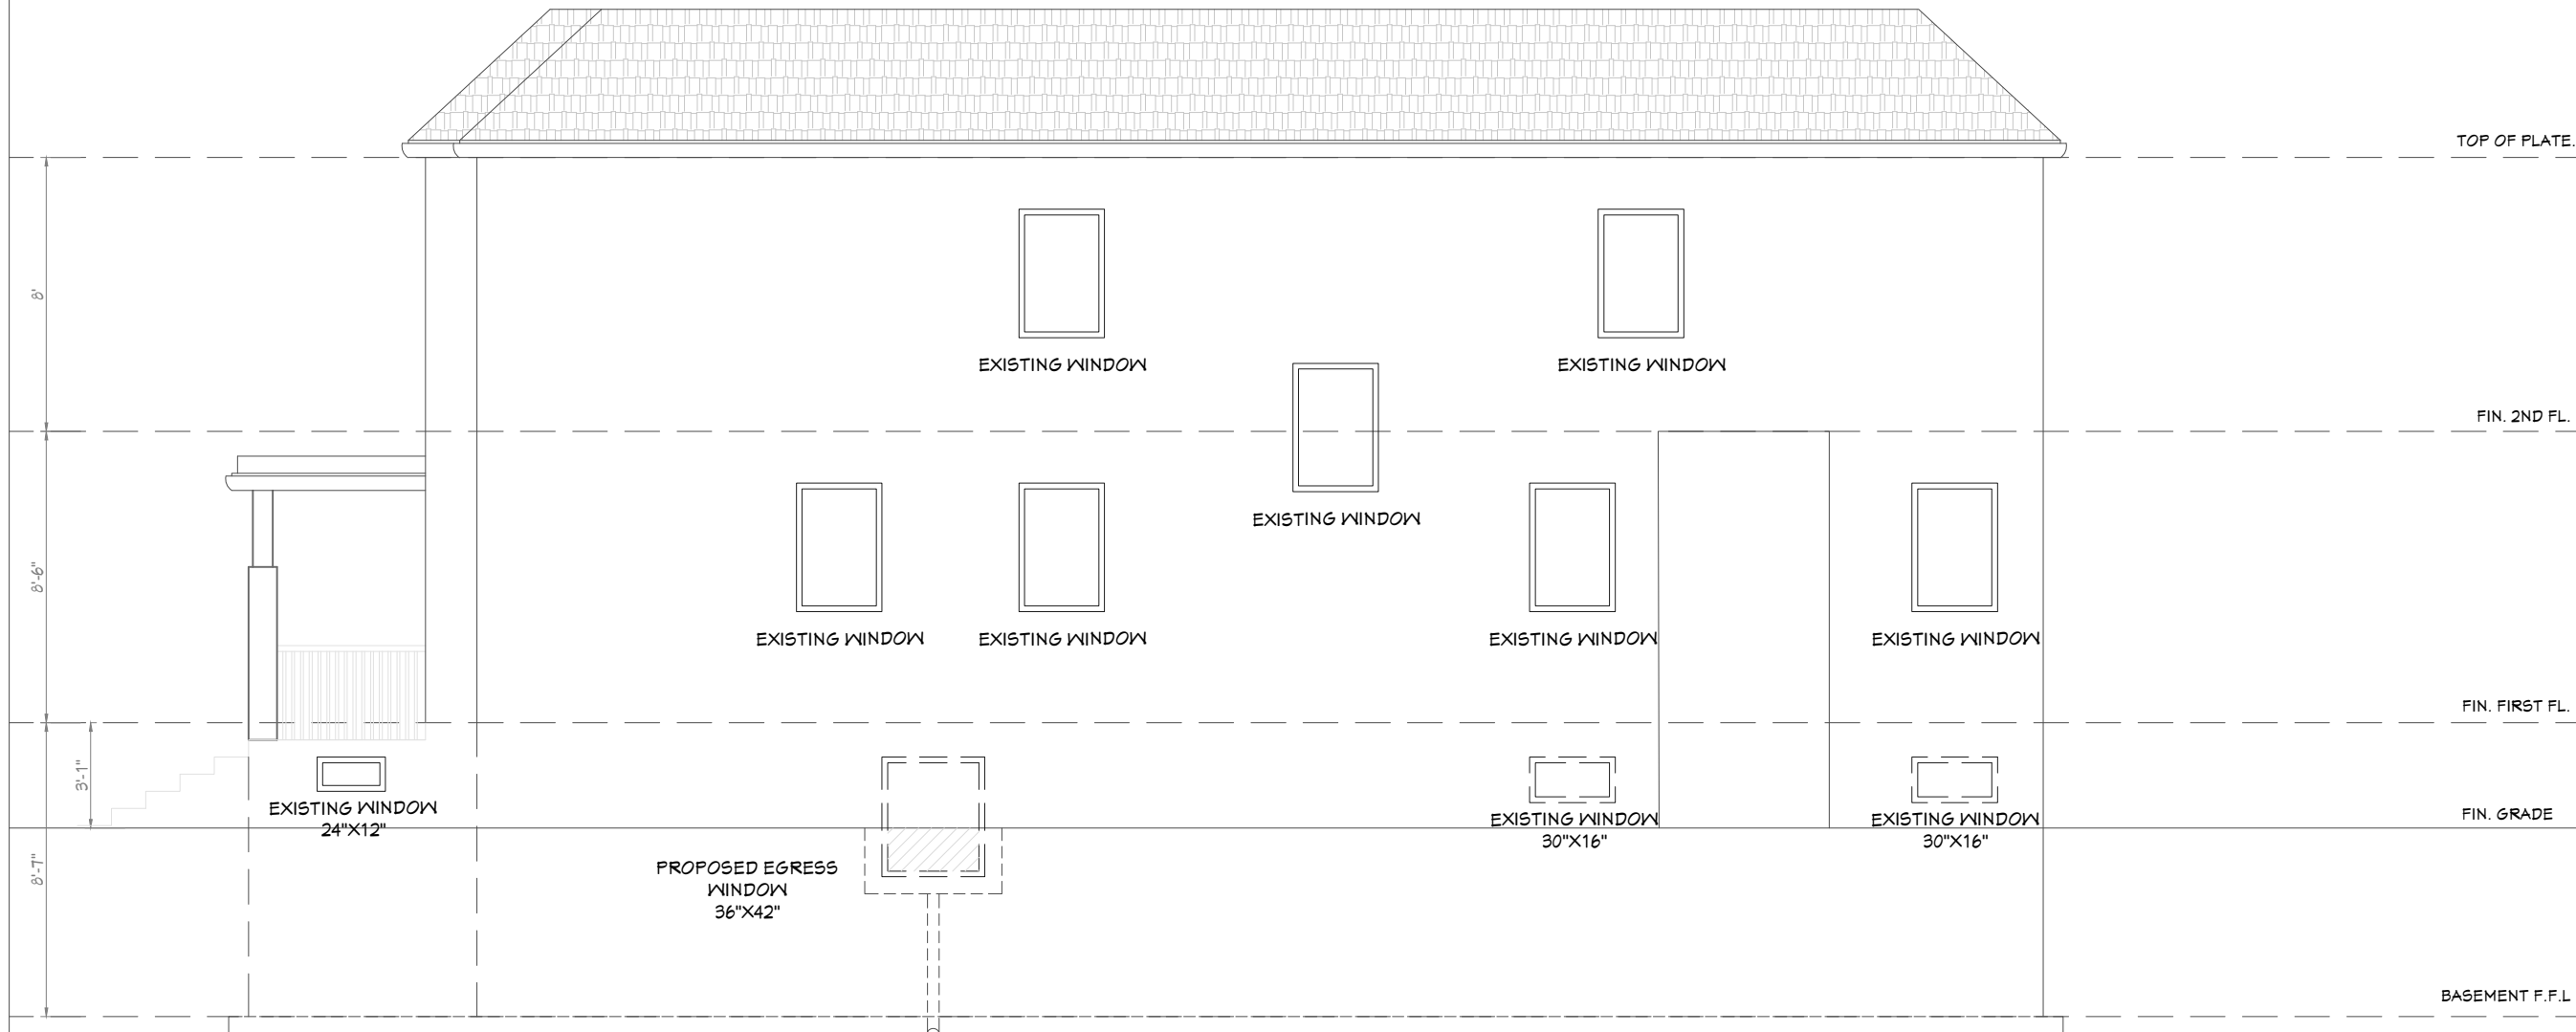 TOP OF PLATE.
8'
EXISTING WINDOW
EXISTING WINDOW
FIN. 2ND FL.
EXISTING WINDOW
8'-6"
EXISTING WINDOW
EXISTING WINDOW
EXISTING WINDOW
EXISTING WINDOW
FIN. FIRST FL.
3'-1"
EXISTING WINDOW
24"X12"
EXISTING WINDOW
30"X16"
EXISTING WINDOW
30"X16"
FIN. GRADE
8'-7"
PROPOSED EGRESS
WINDOW
36"X42"
BASEMENT F.F.L